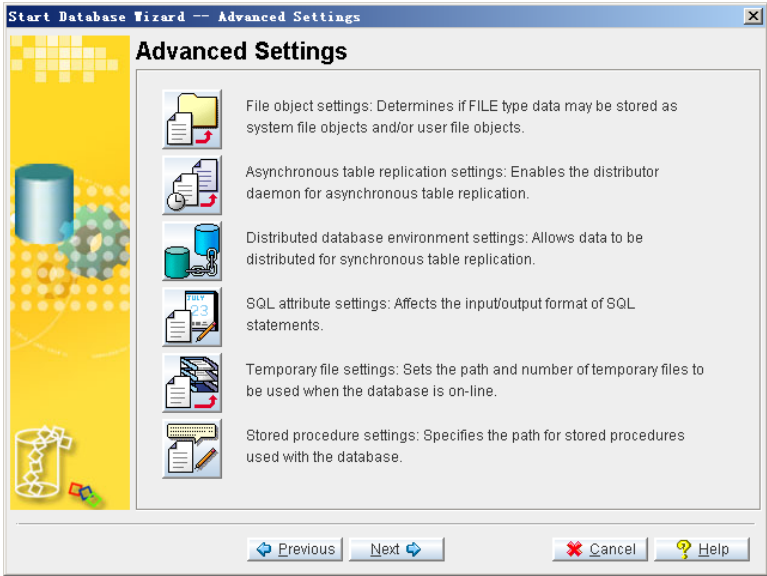 Start Database Wizard -- Advanced Settings
Advanced Settings
File object settings: Determines if FILE type data may be stored as
system file objects and/or user file objects.
Asynchronous table replication settings: Enables the distributor
daemon for asynchronous table replication.
Distributed database environment settings: Allows data to be
distributed for synchronous table replication.
JULY
23
SQL attribute settings: Affects the input/output format of SQL
statements.
Temporary file settings: Sets the path and number of temporary files to
be used when the database is on-line.
Stored procedure settings: Specifies the path for stored procedures
used with the database.
Previous Next Cancel Help